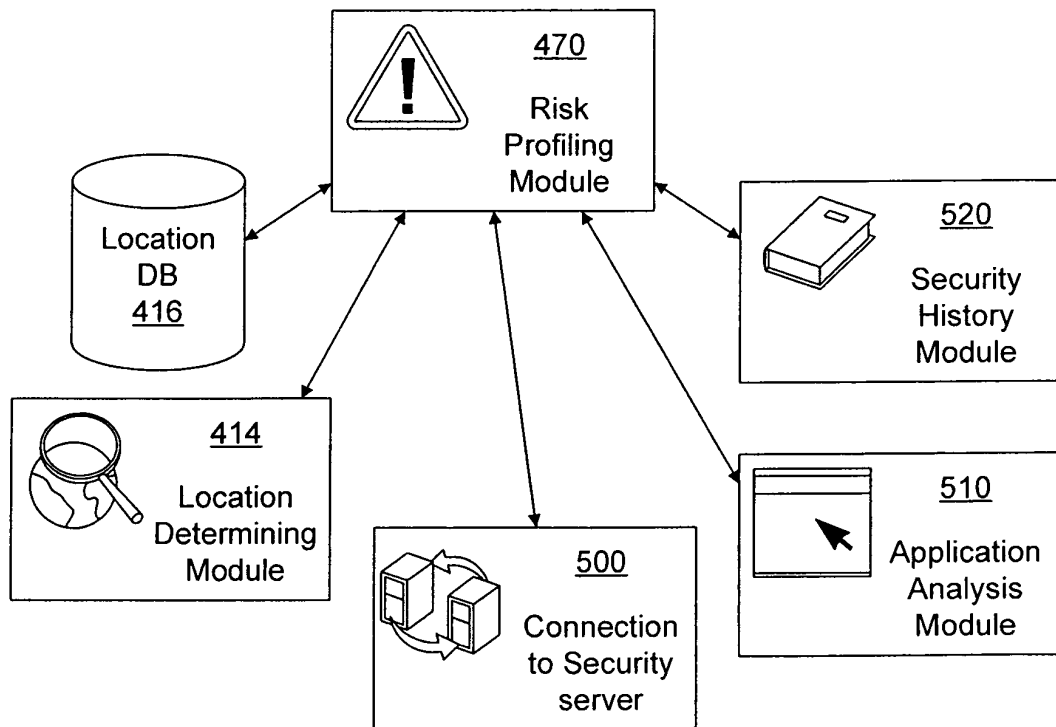 470
Risk
Profiling
Module
!
Location
DB
416
520
Security
History
Module
414
Location
Determining
Module
500
Connection
to Security
server
510
Application
Analysis
Module